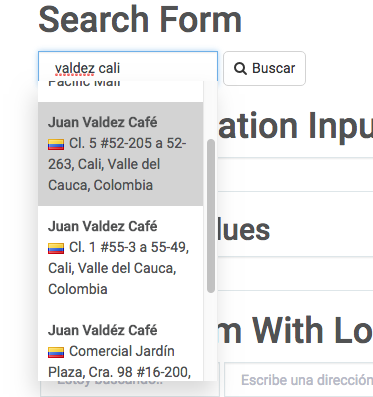 Search Form
valdez cali
Buscar
Pacific Mall
Juan Valdez Café
Cl. 5 #52-205 a 52-
263, Cali, Valle del
Cauca, Colombia
ation Inpu
Juan Valdez Café
Cl. 1 #55-3 a 55-49,
Cali, Valle del Cauca,
Colombia
lues
Juan Valdéz Café
Comercial Jardín
Plaza, Cra. 98 #16-200,
m With Lo
Estoy buscando..
Escribe una dirección